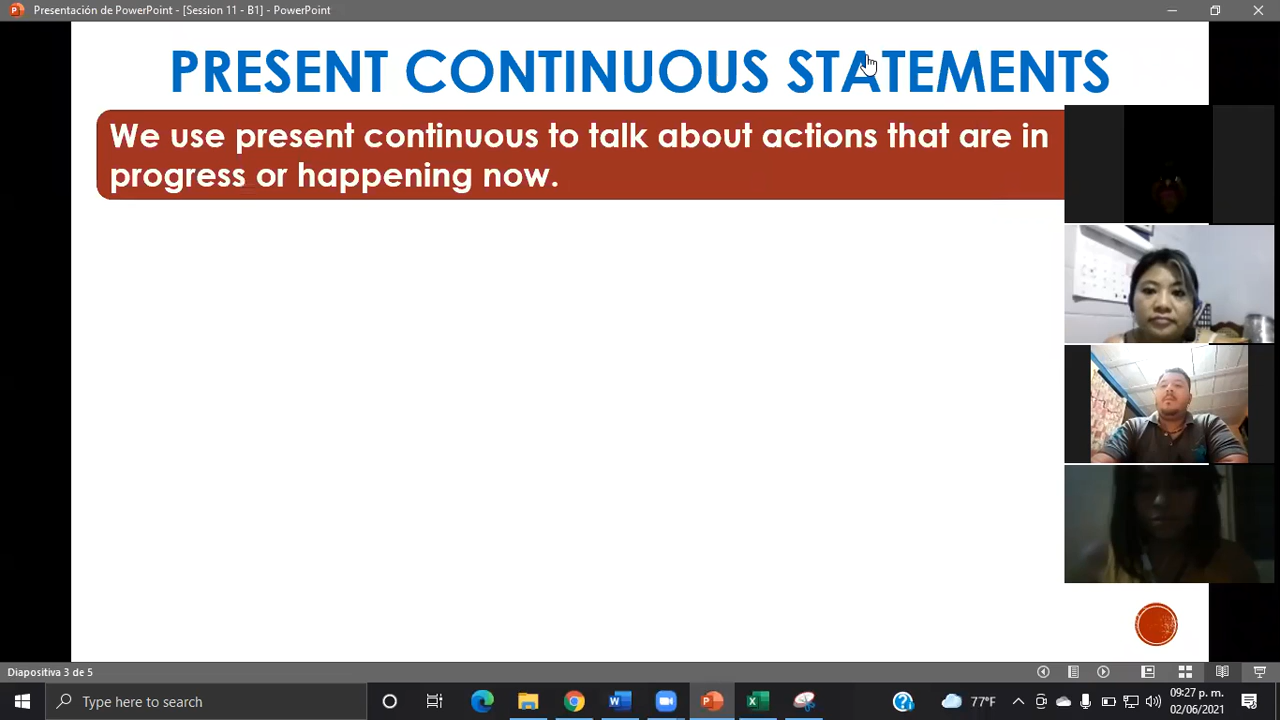 Presentación de PowerPoint - [Session 11 - B1] - PowerPoint
PRESENT CONTINUOUS STATEMENTS
We use present continuous to talk about actions that are in
progress or happening now.
Diapositiva 3 de 5
Type here to search
77°F
09:27 p. m.
02/06/2021